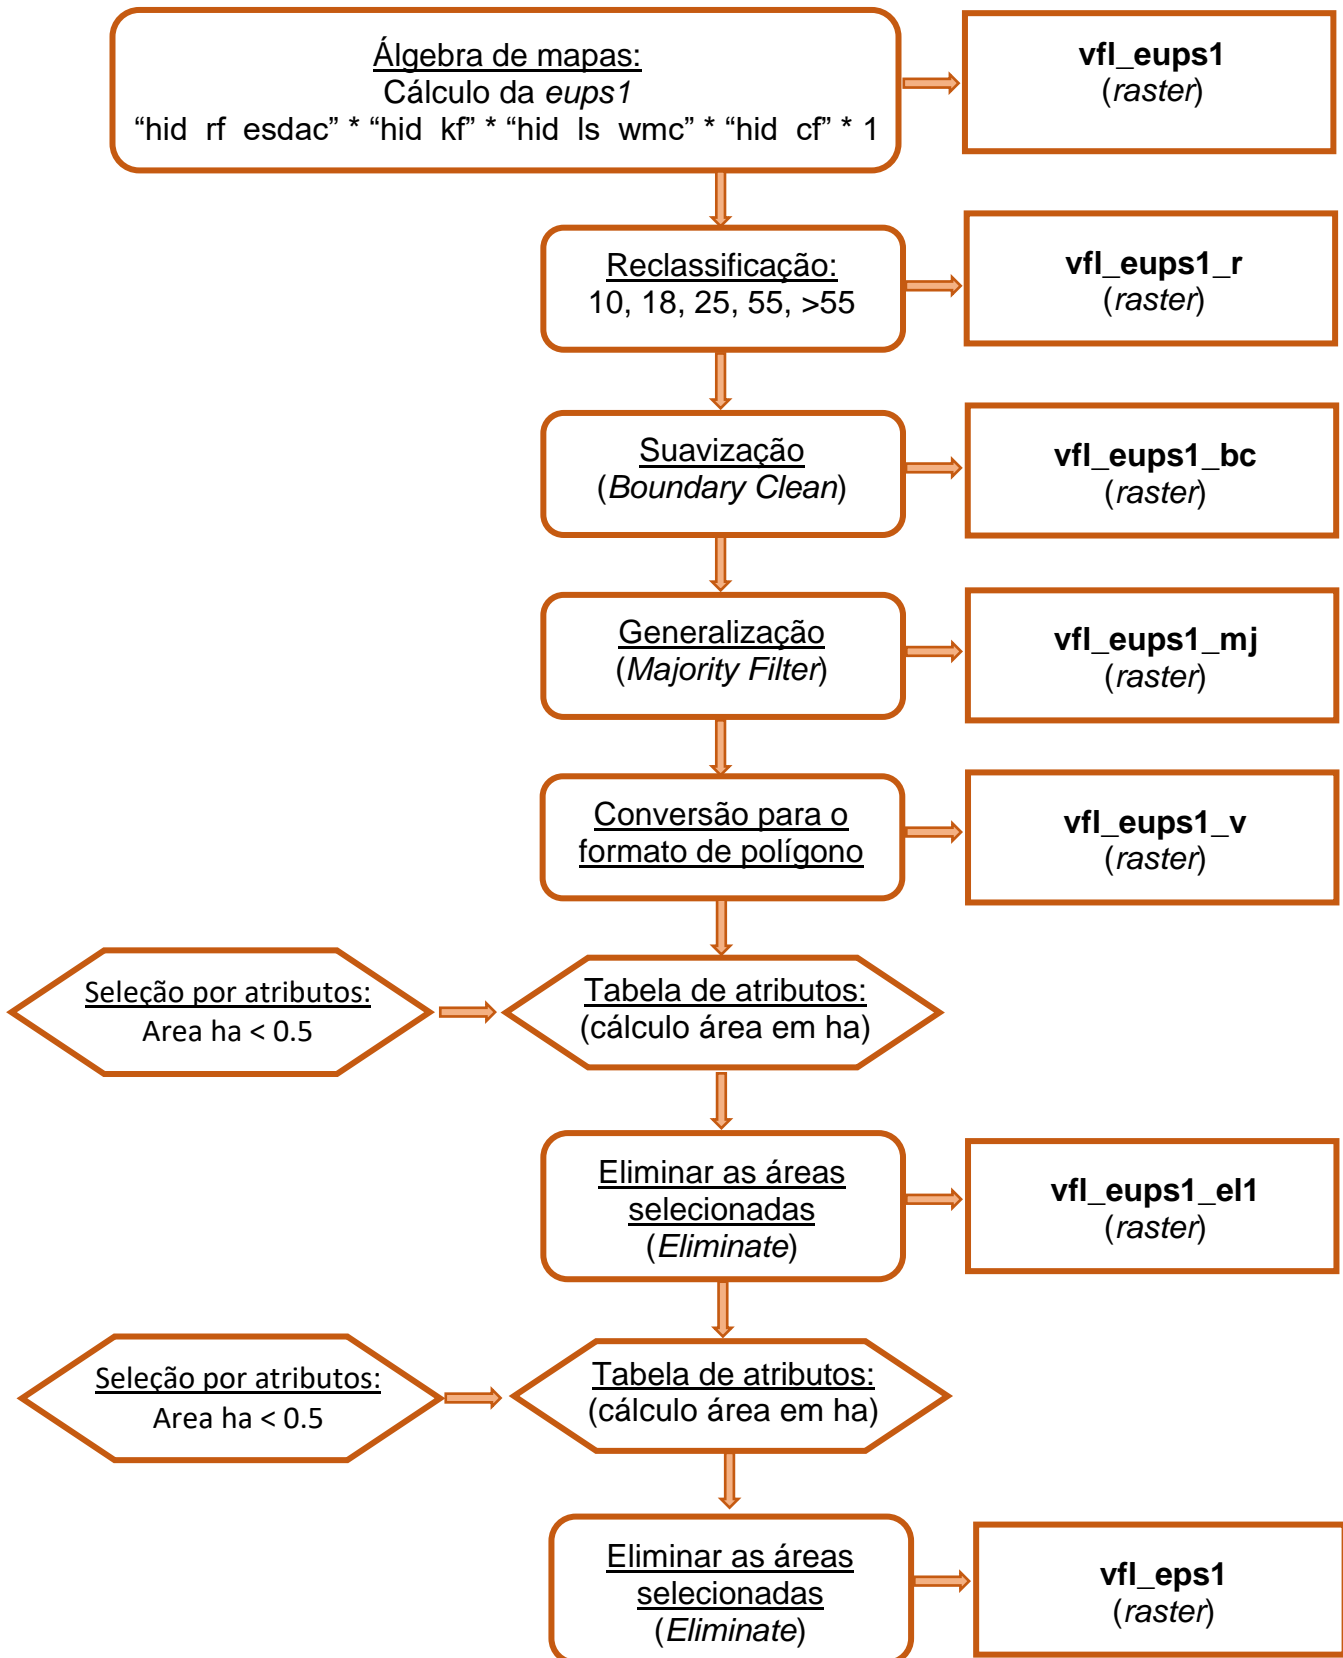 Álgebra de mapas:
Cálculo da eups1
“hid rf esdac” * “hid kf” * “hid ls wmc” * “hid cf” * 1
vfl_eups1
(raster)
Reclassificação:
10, 18, 25, 55, >55
vfl_eups1_r
(raster)
Suavização
(Boundary Clean)
vfl_eups1_bc
(raster)
Generalização
(Majority Filter)
vfl_eups1_mj
(raster)
Conversão para o
formato de polígono
vfl_eups1_v
(raster)
Seleção por atributos:
Area ha < 0.5
Tabela de atributos:
(cálculo área em ha)
Eliminar as áreas
selecionadas
(Eliminate)
vfl_eups1_el1
(raster)
Seleção por atributos:
Area ha < 0.5
Tabela de atributos:
(cálculo área em ha)
Eliminar as áreas
selecionadas
(Eliminate)
vfl_eps1
(raster)